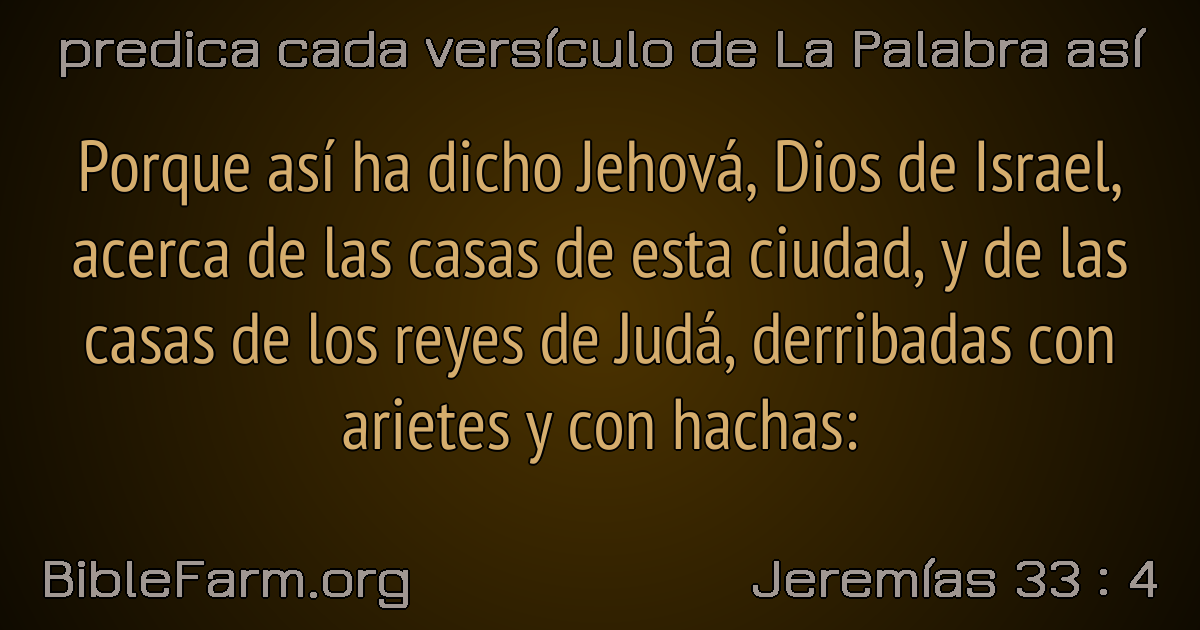 predica cada versículo de La Palabra así
Porque así ha dicho Jehová, Dios de Israel,
acerca de las casas de esta ciudad, y de las
casas de los reyes de Judá, derribadas con
arietes y con hachas:
BibleFarm.org
Jeremías 33 : 4